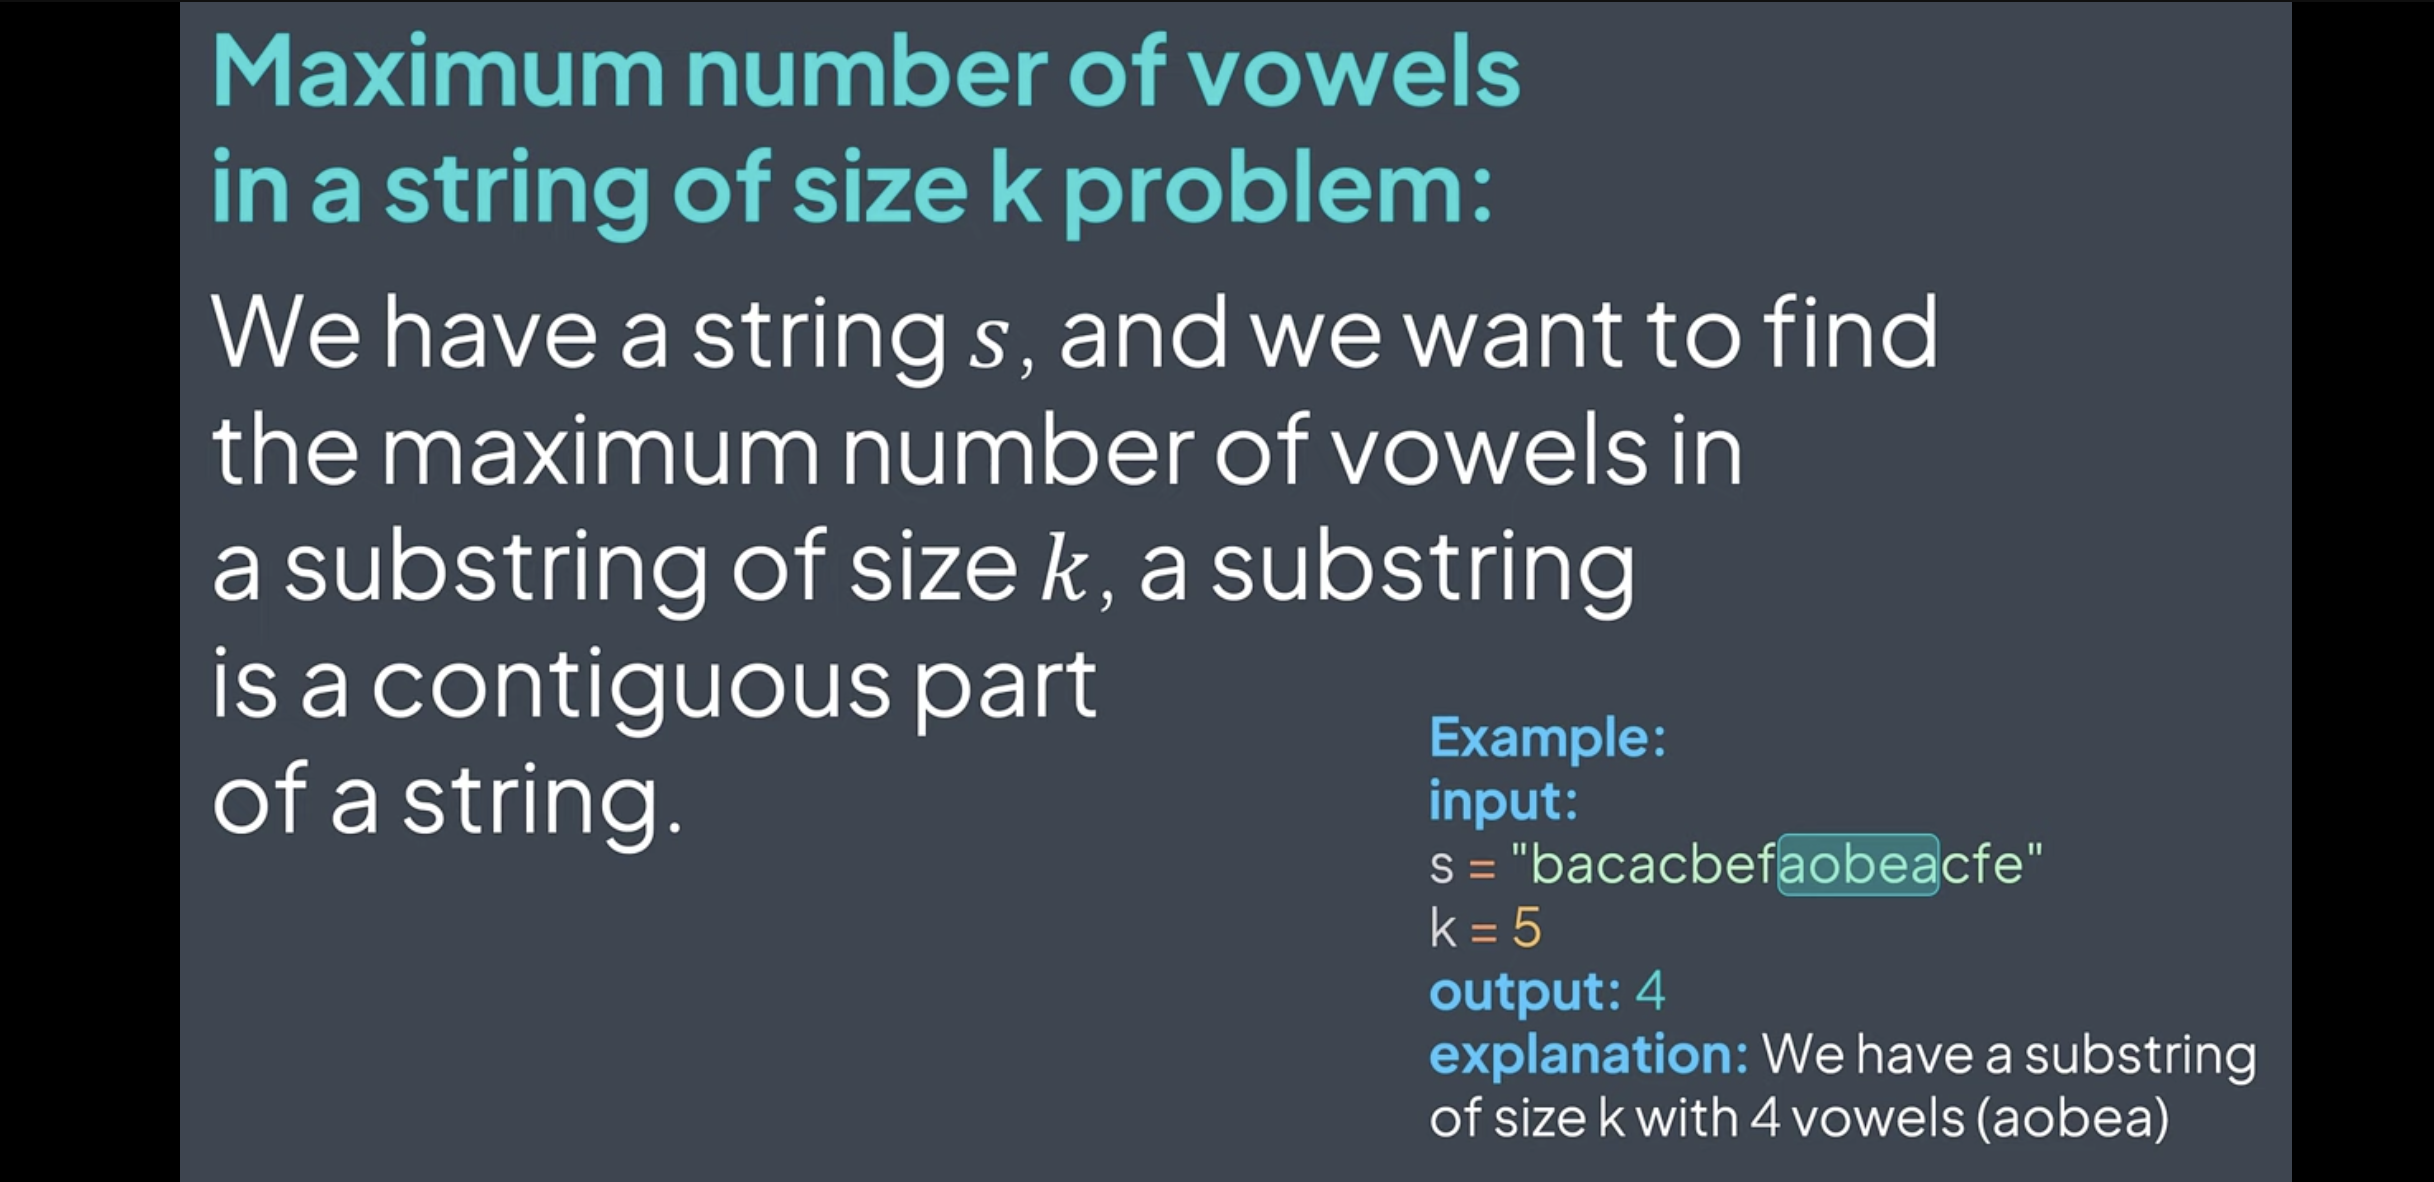 Maximum number of vowels
in a string of size k problem:
We have a string s, and we want to find
the maximum number of vowels in
a substring of size k, a substring
is a contiguous part
of a string.
Example:
input:
s = "bacacbefaobeacfe"
k = 5
output: 4
explanation: We have a substring
of size k with 4 vowels (aobea)